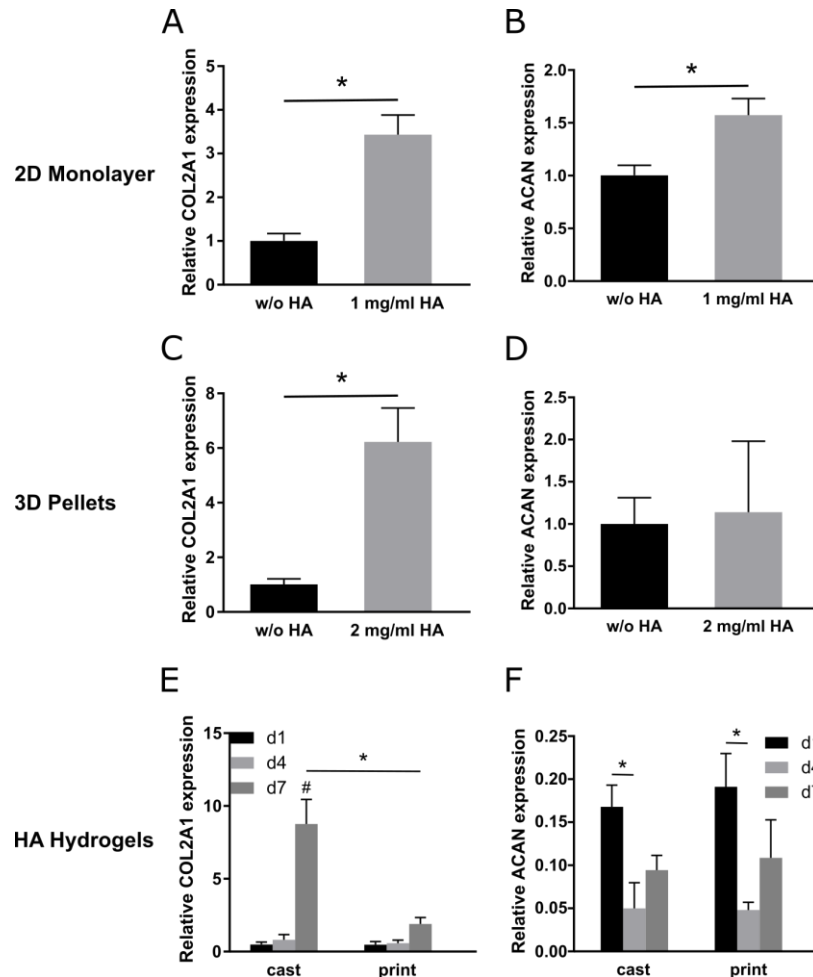 A
B
2D Monolayer
Relative COL2A1 expression
5
4
3
2
1
0
*
w/o HA
1 mg/ml HA
Relative ACAN expression
2.0
1.5
1.0
0.5
0.0
*
w/o HA
1 mg/ml HA
C
D
3D Pellets
Relative COL2A1 expression
8
6
4
2
0
*
w/o HA
2 mg/ml HA
Relative ACAN expression
2.5
2.0
1.5
1.0
0.5
0.0
w/o HA
2 mg/ml HA
E
F
HA Hydrogels
Relative COL2A1 expression
15
10
5
0
d1
d4
d7
*
#
cast
print
Relative ACAN expression
0.25
0.20
0.15
0.10
0.05
0.00
*
*
cast
print